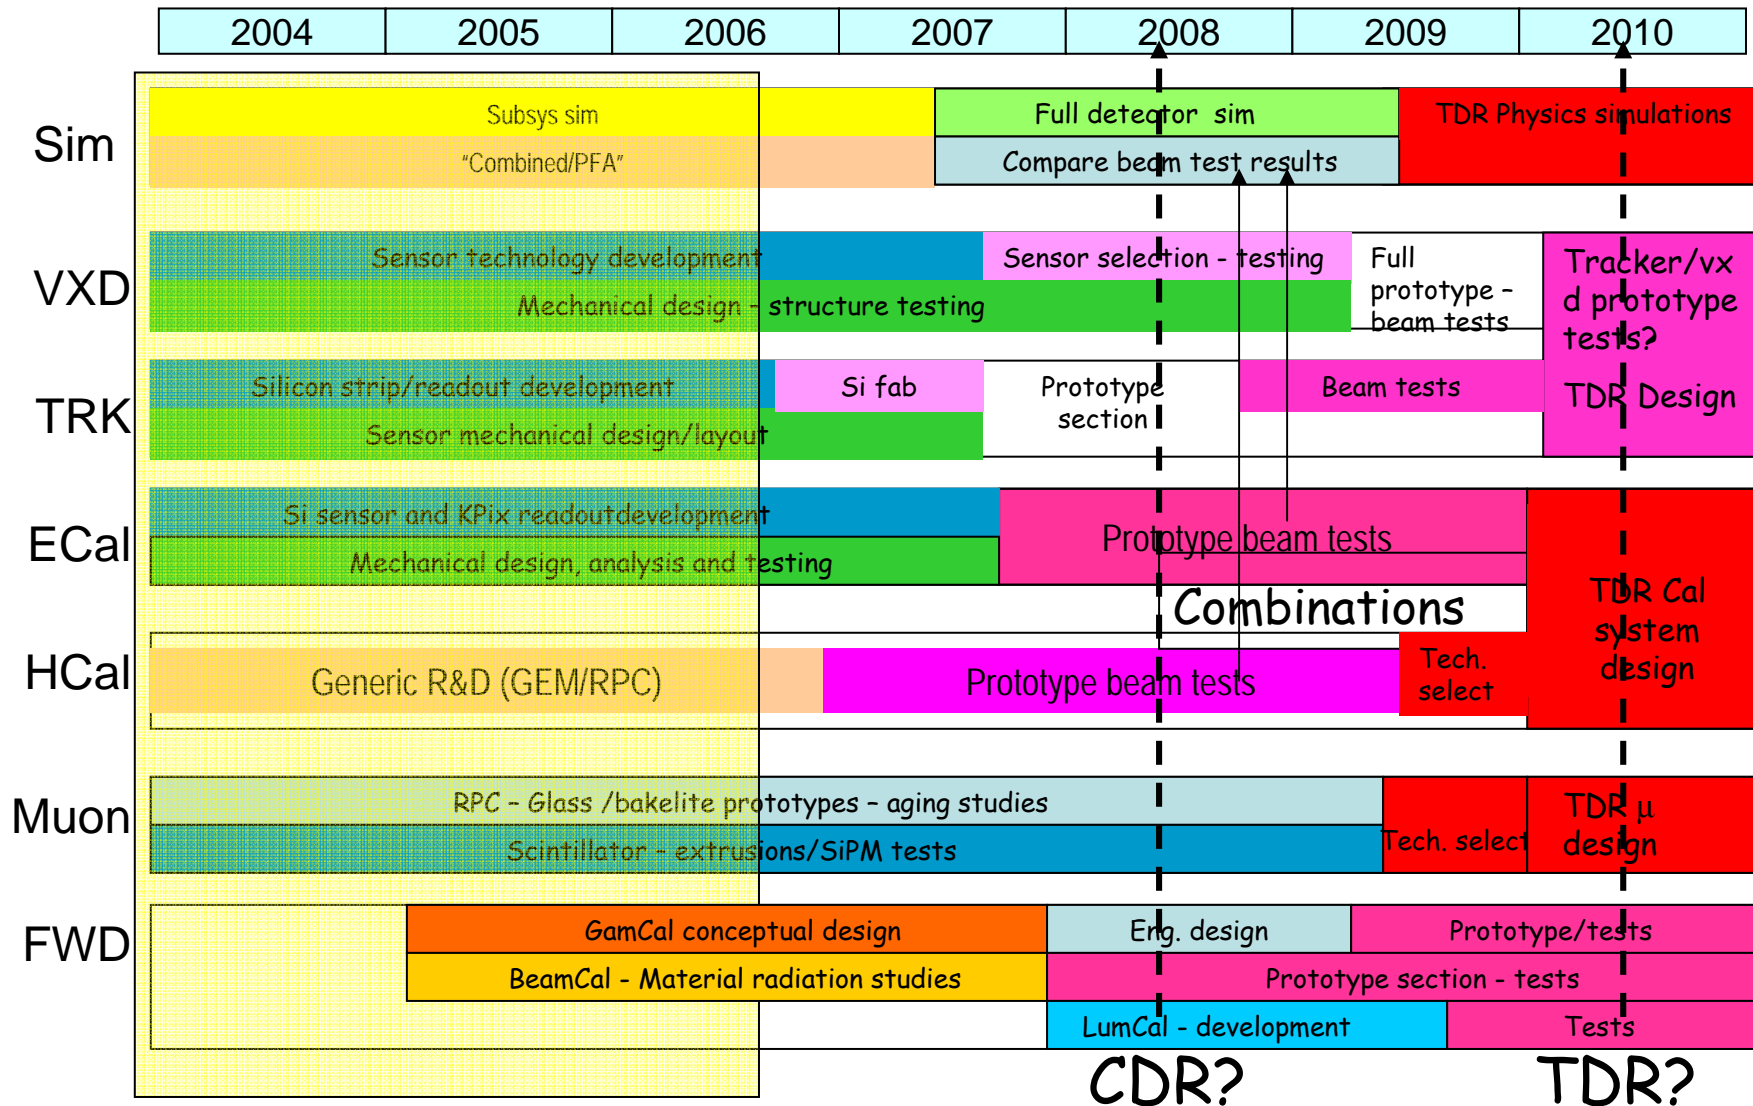 2004 2005 2006 2007 2008 2009 2010
Sim
Subsys sim
Full detector sim
TDR Physics simulations
"Combined/PFA"
Compare beam test results
VXD
Sensor technology development
Sensor selection - testing
Full
prototype –
beam tests
Mechanical design – structure testing
Tracker/vx
d prototype
tests?
TDR Design
TRK
Silicon strip/readout development
Si fab
Prototype
section
Beam tests
Sensor mechanical design/layout
ECal
Si sensor and KPix readoutdevelopment
Prototype beam tests
Mechanical design, analysis and testing
Combinations
TDR Cal
system
design
HCal
Generic R&D (GEM/RPC)
Prototype beam tests
Tech.
select
Muon
RPC – Glass /bakelite prototypes – aging studies
Scintillator – extrusions/SiPM tests
Tech. select
TDR μ
design
FWD
GamCal conceptual design
Eng. design
Prototype/tests
BeamCal - Material radiation studies
Prototype section - tests
LumCal - development
Tests
CDR?
TDR?